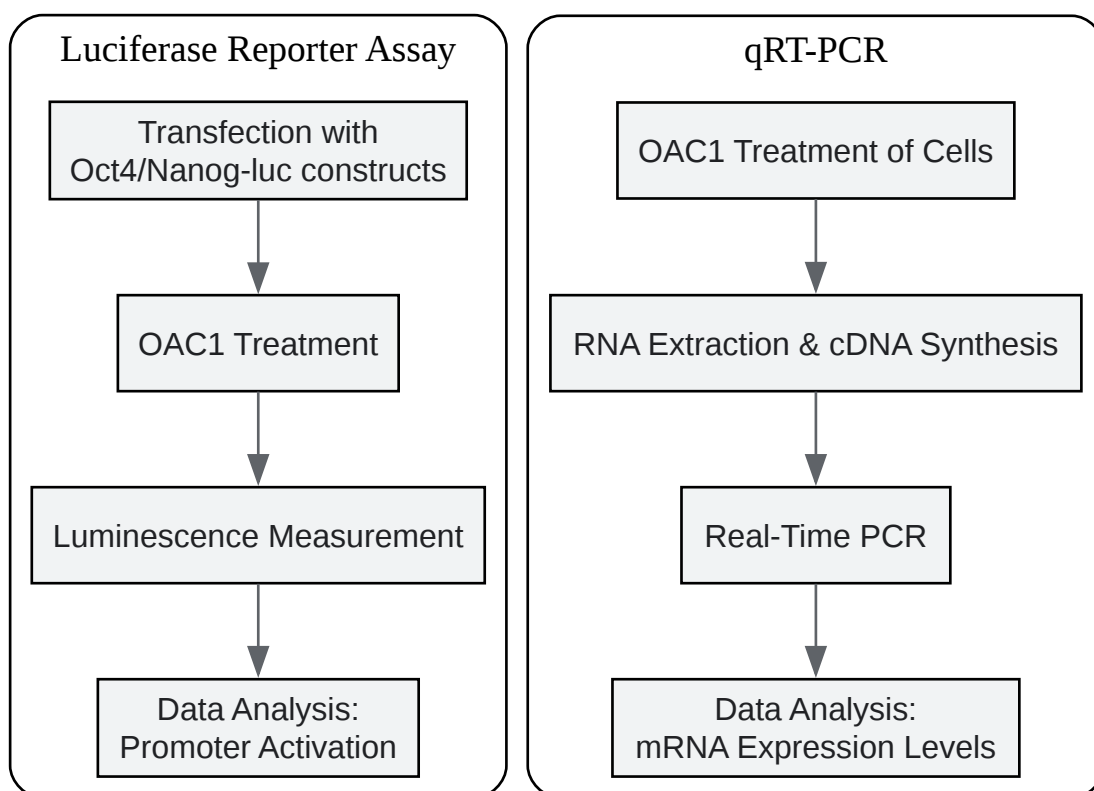 Luciferase Reporter Assay
Transfection with
Oct4/Nanog-luc constructs
OAC1 Treatment
Luminescence Measurement
Data Analysis:
Promoter Activation
qRT-PCR
OAC1 Treatment of Cells
RNA Extraction & cDNA Synthesis
Real-Time PCR
Data Analysis:
mRNA Expression Levels